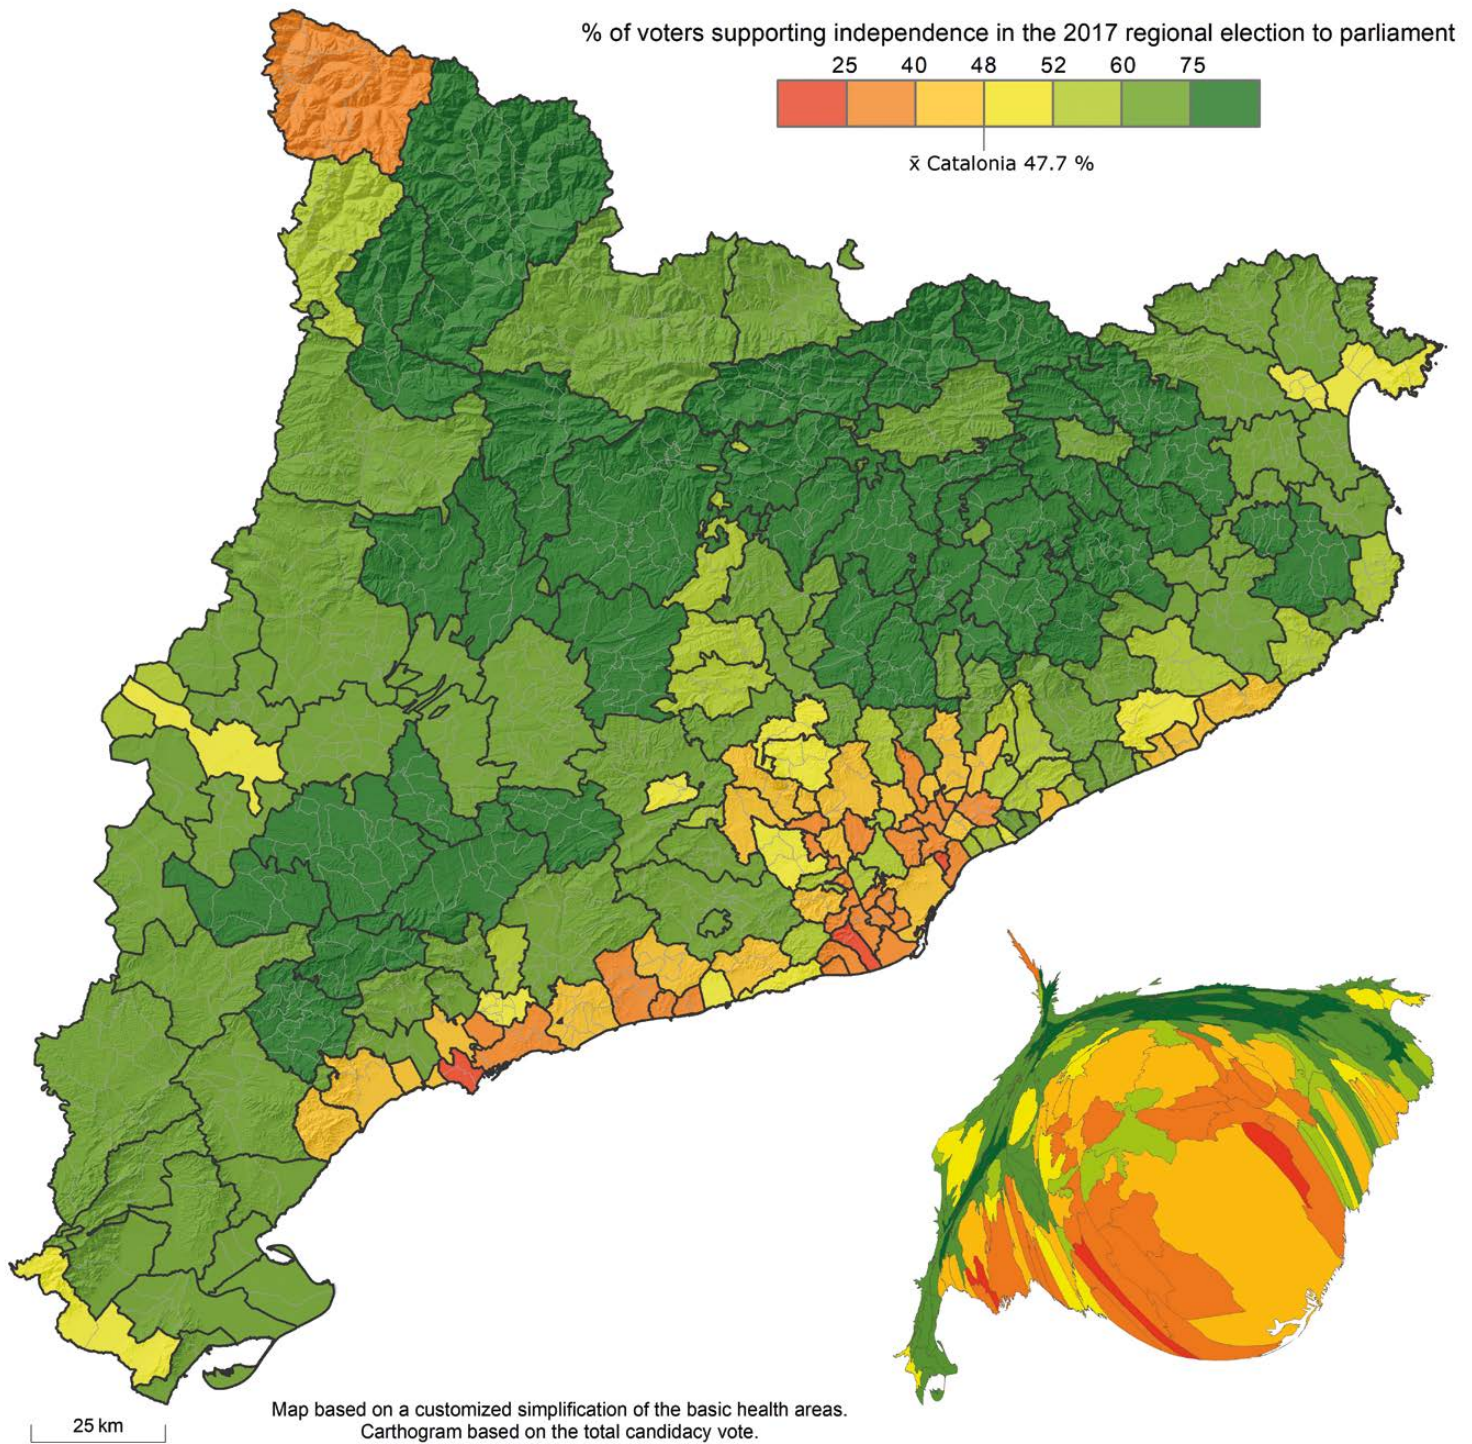 % of voters supporting independence in the 2017 regional election to parliament
25 40 48 52 60 75
x̄ Catalonia 47.7 %
25 km
Map based on a customized simplification of the basic health areas.
Carthogram based on the total candidacy vote.